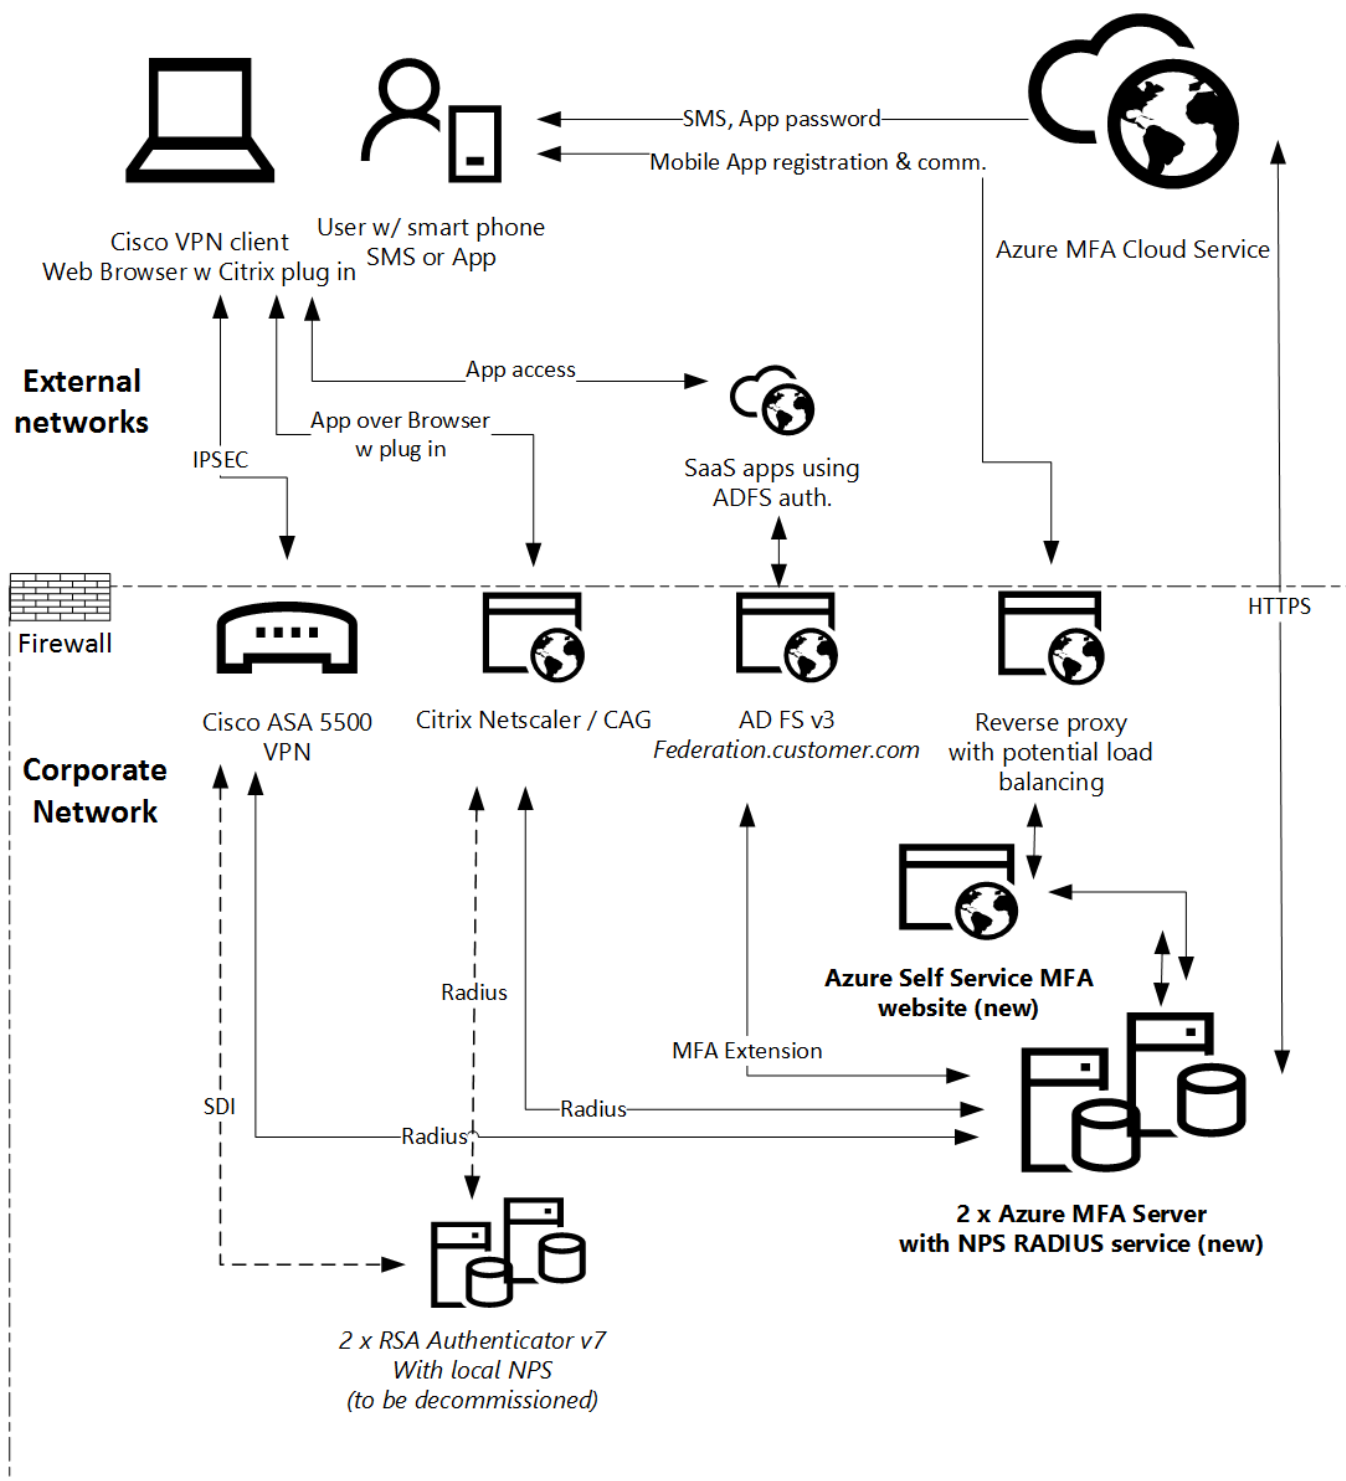 SMS, App password
Mobile App registration & comm.
User w/ smart phone
SMS or App
Cisco VPN client
Web Browser w Citrix plug in
Azure MFA Cloud Service
External
networks
App access
App over Browser
w plug in
IPSEC
SaaS apps using
ADFS auth.
HTTPS
Firewall
Cisco ASA 5500
VPN
Citrix Netscaler / CAG
AD FS v3
Federation.customer.com
Reverse proxy
with potential load
balancing
Corporate
Network
Azure Self Service MFA
website (new)
Radius
MFA Extension
SDI
Radius
Radius
2 x Azure MFA Server
with NPS RADIUS service (new)
2 x RSA Authenticator v7
With local NPS
(to be decommissioned)